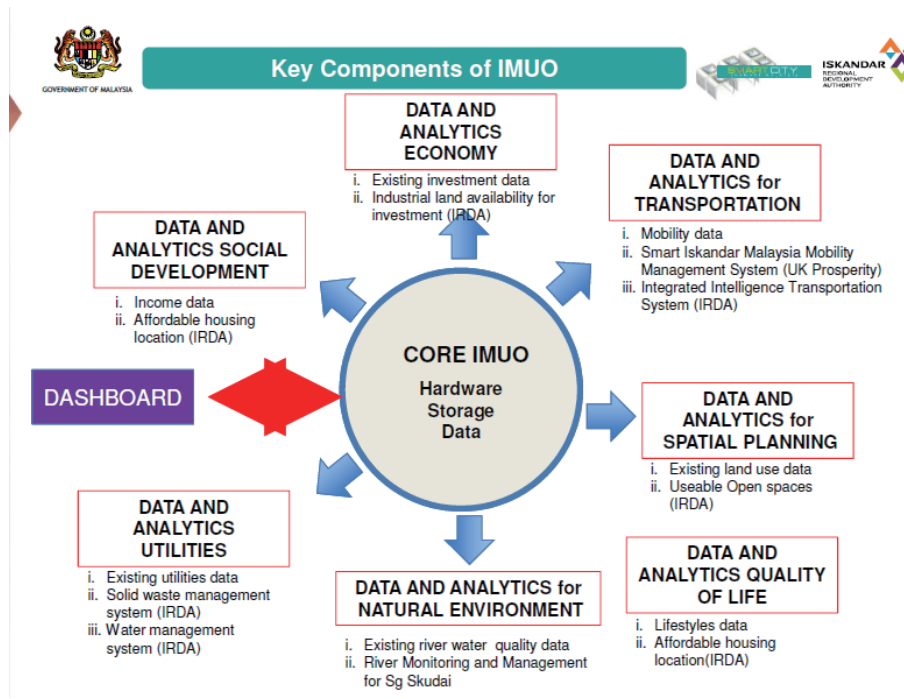 GOVERNMENT OF MALAYSIA
Key Components of IMUO
SMART CITY
ISKANDAR
REGIONAL
DEVELOPMENT
AUTHORITY
DATA AND
ANALYTICS
ECONOMY
i. Existing investment data
ii. Industrial land availability for
investment (IRDA)
DATA AND
ANALYTICS for
TRANSPORTATION
i. Mobility data
ii. Smart Iskandar Malaysia Mobility
Management System (UK Prosperity)
iii. Integrated Intelligence Transportation
System (IRDA)
DATA AND
ANALYTICS SOCIAL
DEVELOPMENT
i. Income data
ii. Affordable housing
location (IRDA)
CORE IMUO
Hardware
Storage
Data
DASHBOARD
DATA AND
ANALYTICS for
SPATIAL PLANNING
i. Existing land use data
ii. Useable Open spaces
(IRDA)
DATA AND
ANALYTICS
UTILITIES
i. Existing utilities data
ii. Solid waste management
system (IRDA)
iii. Water management
system (IRDA)
DATA AND ANALYTICS for
NATURAL ENVIRONMENT
i. Existing river water quality data
ii. River Monitoring and Management
for Sg Skudai
DATA AND
ANALYTICS QUALITY
OF LIFE
i. Lifestyles data
ii. Affordable housing
location(IRDA)